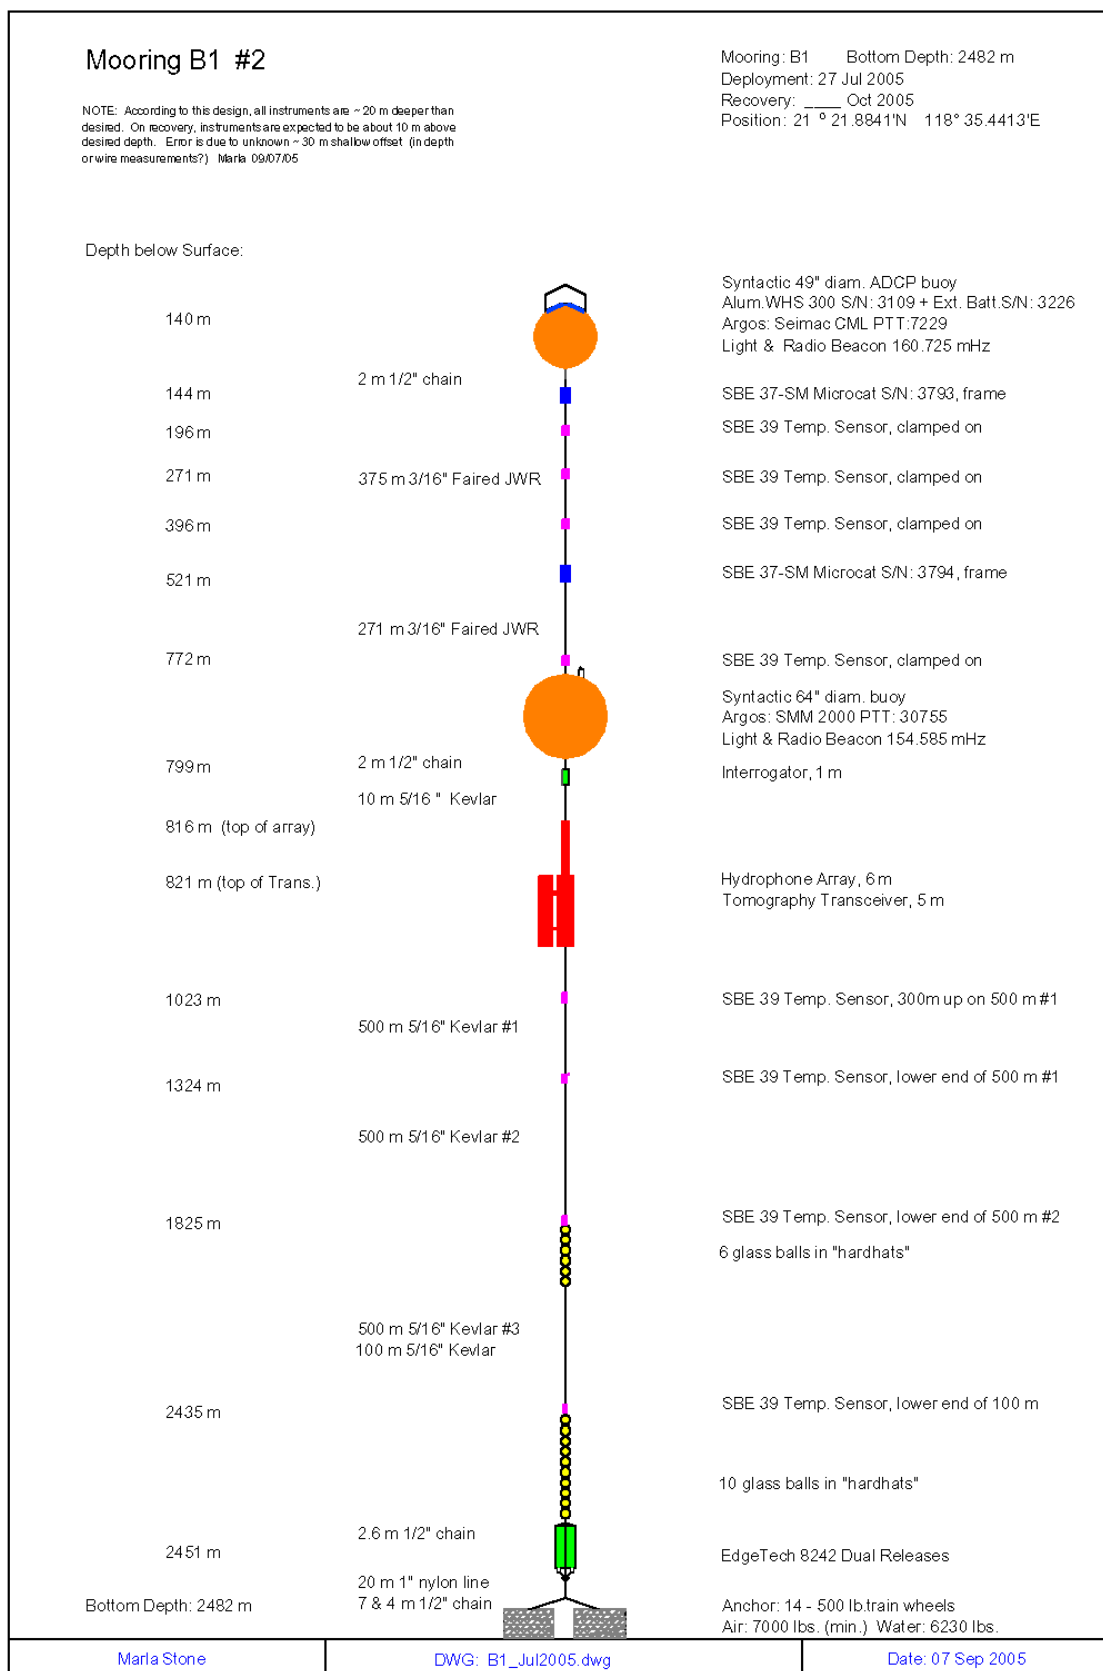 Mooring B1 #2
Mooring: B1 Bottom Depth: 2482 m
Deployment: 27 Jul 2005
Recovery: ____ Oct 2005
Position: 21 º 21.8841'N 118° 35.4413'E
NOTE: According to this design, all instruments are ~ 20 m deeper than
desired. On recovery, instruments are expected to be about 10 m above
desired depth. Error is due to unknown ~ 30 m shallow offset (in depth
or wire measurements?) Marla 09/07/05
Depth below Surface:
Syntactic 49" diam. ADCP buoy
Alum.WHS 300 S/N: 3109 + Ext. Batt.S/N: 3226
140 m
Argos: Seimac CML PTT:7229
Light & Radio Beacon 160.725 mHz
2 m 1/2" chain
144 m
SBE 37-SM Microcat S/N: 3793, frame
196 m
SBE 39 Temp. Sensor, clamped on
271 m
375 m 3/16" Faired JWR
SBE 39 Temp. Sensor, clamped on
396 m
SBE 39 Temp. Sensor, clamped on
521 m
SBE 37-SM Microcat S/N: 3794, frame
271 m 3/16" Faired JWR
772 m
SBE 39 Temp. Sensor, clamped on
Syntactic 64" diam. buoy
Argos: SMM 2000 PTT: 30755
Light & Radio Beacon 154.585 mHz
799 m
2 m 1/2" chain
Interrogator, 1 m
10 m 5/16 " Kevlar
816 m (top of array)
821 m (top of Trans.)
Hydrophone Array, 6 m
Tomography Transceiver, 5 m
1023 m
SBE 39 Temp. Sensor, 300m up on 500 m #1
500 m 5/16" Kevlar #1
1324 m
SBE 39 Temp. Sensor, lower end of 500 m #1
500 m 5/16" Kevlar #2
1825 m
SBE 39 Temp. Sensor, lower end of 500 m #2
6 glass balls in "hardhats"
500 m 5/16" Kevlar #3
100 m 5/16" Kevlar
2435 m
SBE 39 Temp. Sensor, lower end of 100 m
10 glass balls in "hardhats"
2.6 m 1/2" chain
2451 m
EdgeTech 8242 Dual Releases
20 m 1" nylon line
Bottom Depth: 2482 m
7 & 4 m 1/2" chain
Anchor: 14 - 500 lb.train wheels
Air: 7000 lbs. (min.) Water: 6230 lbs.
Marla Stone
DWG: B1_Jul2005.dwg
Date: 07 Sep 2005